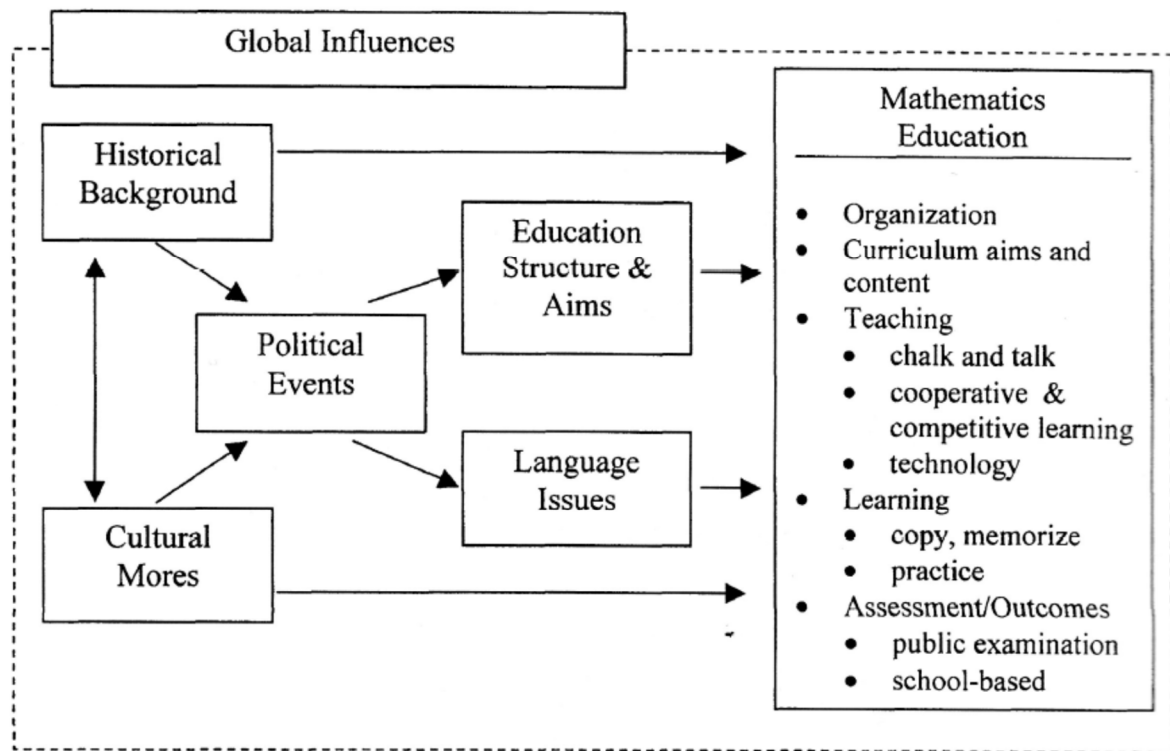 Global Influences
Historical
Background
Political
Events
Cultural
Mores
Education
Structure &
Aims
Language
Issues
Mathematics
Education
• Organization
• Curriculum aims and
content
• Teaching
• chalk and talk
• cooperative &
competitive learning
• technology
• Learning
• copy, memorize
• practice
• Assessment/Outcomes
• public examination
• school-based